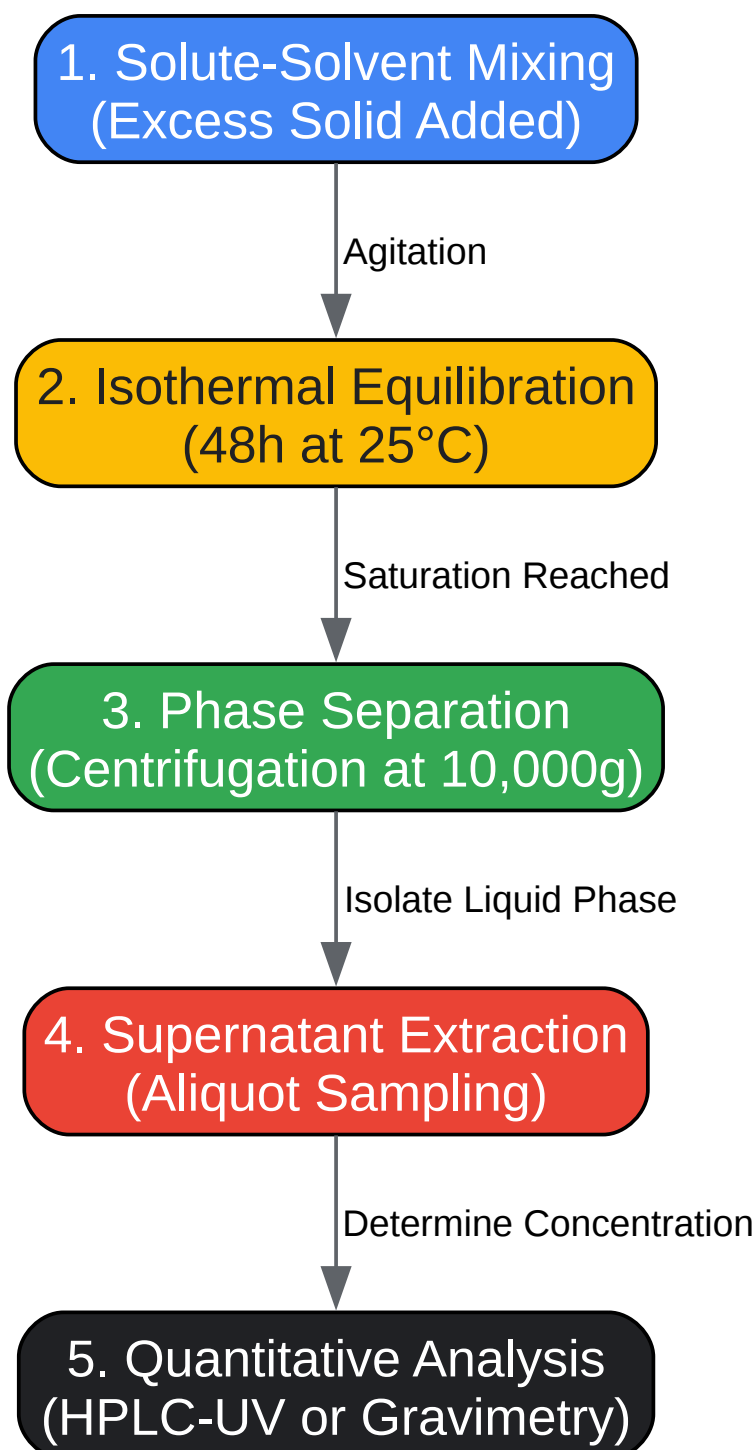 1. Solute-Solvent Mixing
(Excess Solid Added)
Agitation
2. Isothermal Equilibration
(48h at 25°C)
Saturation Reached
3. Phase Separation
(Centrifugation at 10,000g)
Isolate Liquid Phase
4. Supernatant Extraction
(Aliquot Sampling)
Determine Concentration
5. Quantitative Analysis
(HPLC-UV or Gravimetry)